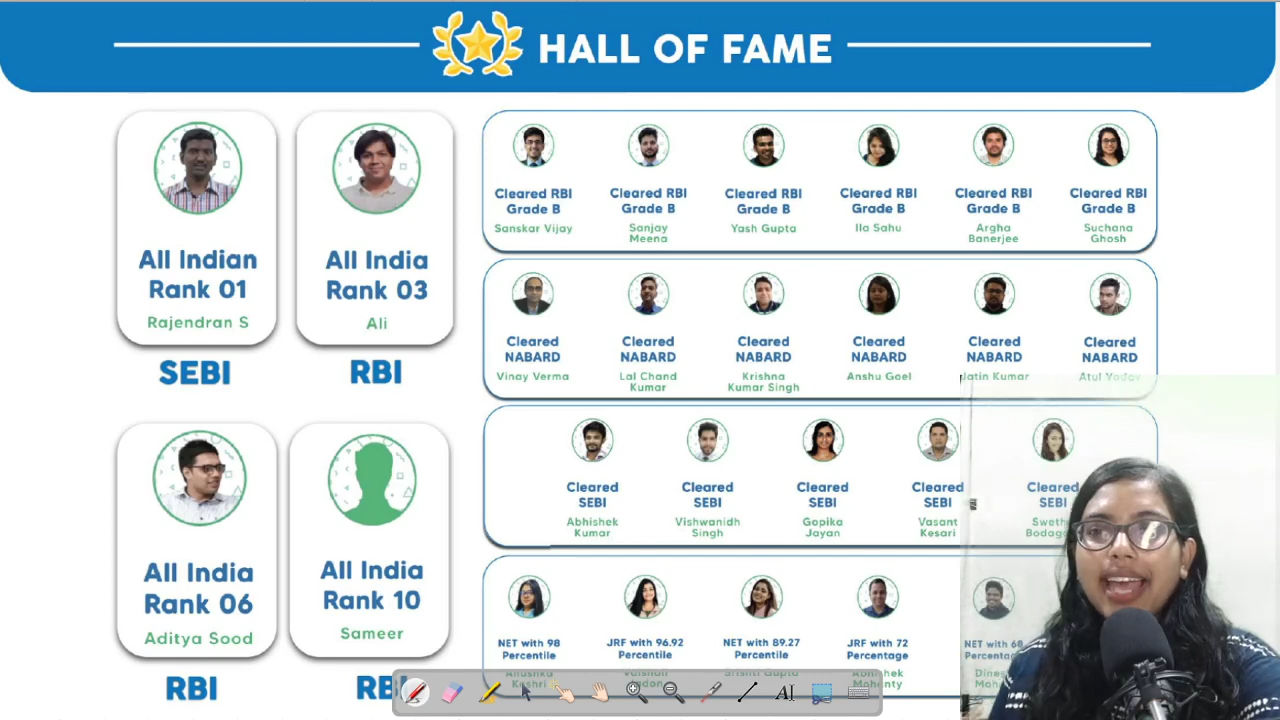 HALL OF FAME
All Indian
Rank 01
Rajendran S
SEBI
All India
Rank 03
Ali
RBI
All India
Rank 06
Aditya Sood
RBI
All India
Rank 10
Sameer
RB
Cleared RBI
Grade B
Sanskar Vijay
Cleared RBI
Grade B
Sanjay
Meena
Cleared RBI
Grade B
Yash Gupta
Cleared RBI
Grade B
Ila Sahu
Cleared RBI
Grade B
Argha
Banerjee
Cleared RBI
Grade B
Suchana
Ghosh
Cleared
NABARD
Vinay Verma
Cleared
NABARD
Lal Chand
Kumar
Cleared
NABARD
Krishna
Kumar Singh
Cleared
NABARD
Anshu Goel
Cleared
NABARD
Jatin Kumar
Cleared
NABARD
Atul Yadav
Cleared
SEBI
Abhishek
Kumar
Cleared
SEBI
Vishwanidh
Singh
Cleared
SEBI
Gopika
Jayan
Cleared
SEBI
Vasant
Kesari
Cleared
SEBI
NET with 98
Percentile
JRF with 96.92
Percentile
NET with 89.27
Percentile
JRF with 72
Percentage
NET with
AI